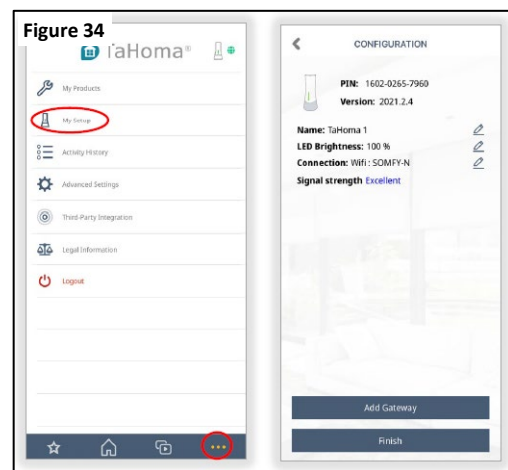 Figure 34
TaHoma®
My Products
My Setup
Activity History
Advanced Settings
Third-Party Integration
Legal Information
Logout
CONFIGURATION
PIN: 1602-0265-7960
Version: 2021.2.4
Name: TaHoma 1
LED Brightness: 100 %
Connection: Wifi : SOMFY-N
Signal strength Excellent
Add Gateway
Finish